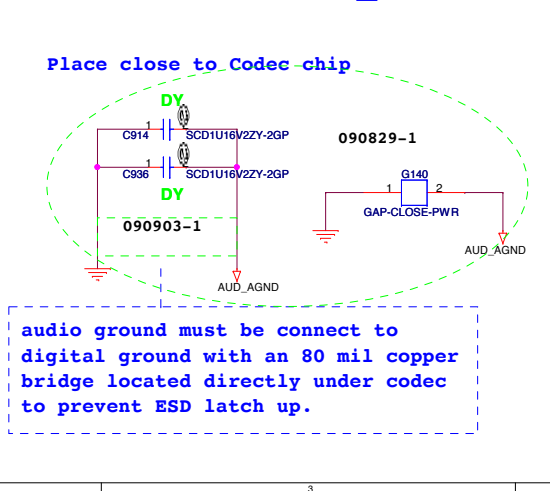 Place close to Codec chip
DY
1
C914
SCD1U16V2ZY-2GP
090829-1
1
C936
SCD1U16V2ZY-2GP
G140
1
2
DY
GAP-CLOSE-PWR
090903-1
AUD_AGND
AUD_AGND
audio ground must be connect to
digital ground with an 80 mil copper
bridge located directly under codec
to prevent ESD latch up.
3